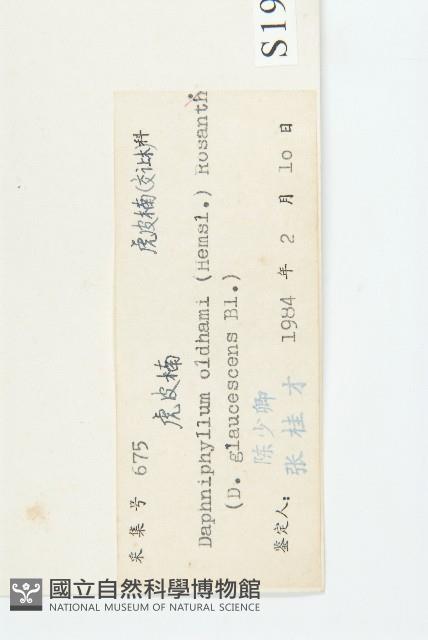 S19
采集号 675
虎皮楠(交让木)科
虎皮楠
Daphniphyllum oldhami (Hemsl.) Rosanth.
(D. glaucescens Bl.)
陈少卿
鉴定人: 张桂才 1984 年 2 月 10 日
國立自然科學博物館
NATIONAL MUSEUM OF NATURAL SCIENCE